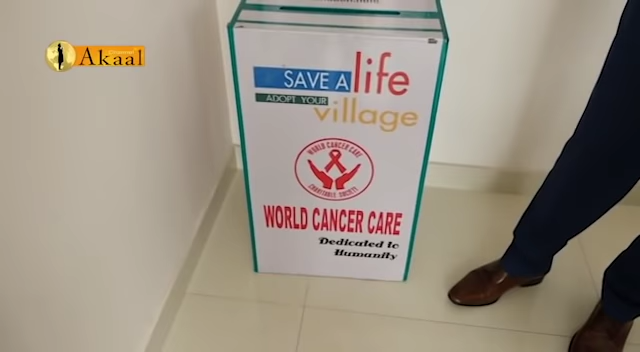 Akaal
SAVE A life
ADOPT YOUR
village
WORLD CANCER CARE
CHARITABLE SOCIETY
WORLD CANCER CARE
Dedicated to
Humanity